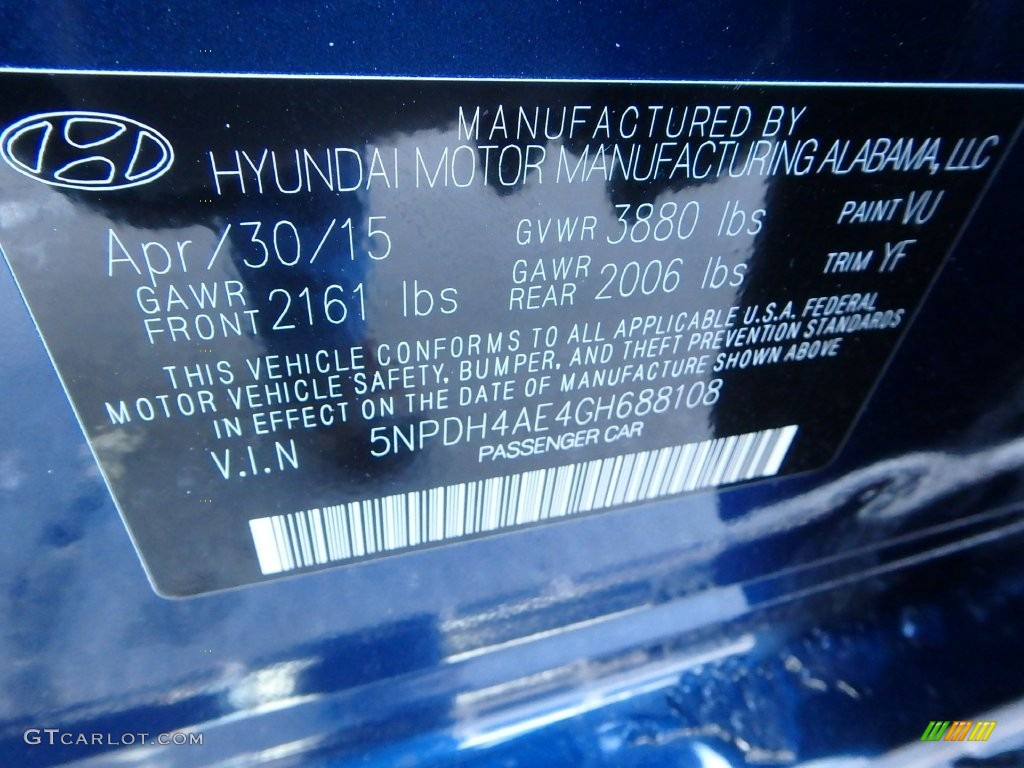 MANUFACTURED BY
HYUNDAI MOTOR MANUFACTURING ALABAMA, LLC
Apr/30/15 GVWR 3880 lbs PAINT VU
GAWR FRONT 2161 lbs GAWR REAR 2006 lbs TRIM YF
THIS VEHICLE CONFORMS TO ALL APPLICABLE U.S.A. FEDERAL
MOTOR VEHICLE SAFETY, BUMPER, AND THEFT PREVENTION STANDARDS
IN EFFECT ON THE DATE OF MANUFACTURE SHOWN ABOVE
V.I.N 5NPDH4AE4GH688108
PASSENGER CAR
GTCARLOT.COM